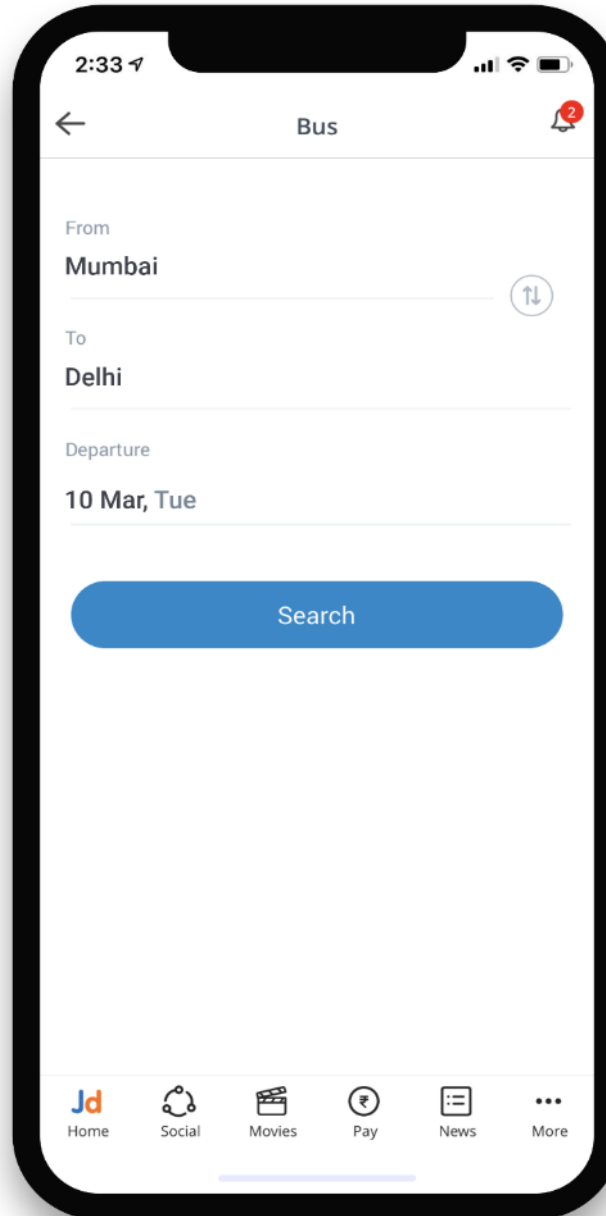 2:33
Bus
2
From
Mumbai
To
Delhi
Departure
10 Mar, Tue
Search
Jd
₹
Home Social Movies Pay News More